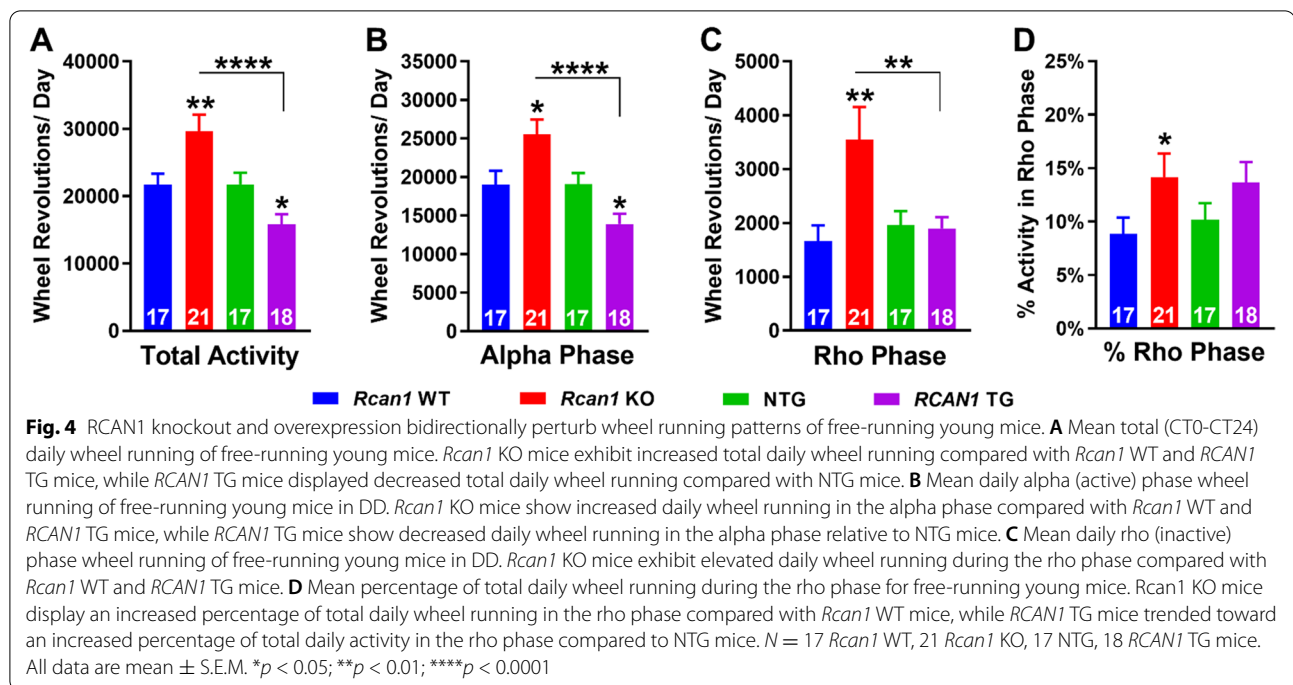 A
B
C
D
Wheel Revolutions/ Day
40000
30000
20000
10000
0
****
**
*
17 21 17 18
Total Activity
Wheel Revolutions/ Day
35000
30000
25000
20000
15000
10000
5000
0
****
*
*
17 21 17 18
Alpha Phase
Wheel Revolutions/ Day
5000
4000
3000
2000
1000
0
**
**
17 21 17 18
Rho Phase
% Activity in Rho Phase
25%
20%
15%
10%
5%
0%
*
17 21 17 18
% Rho Phase
Rcan1 WT Rcan1 KO NTG RCAN1 TG
Fig. 4 RCAN1 knockout and overexpression bidirectionally perturb wheel running patterns of free-running young mice. A Mean total (CT0-CT24)
daily wheel running of free-running young mice. Rcan1 KO mice exhibit increased total daily wheel running compared with Rcan1 WT and RCAN1
TG mice, while RCAN1 TG mice displayed decreased total daily wheel running compared with NTG mice. B Mean daily alpha (active) phase wheel
running of free-running young mice in DD. Rcan1 KO mice show increased daily wheel running in the alpha phase compared with Rcan1 WT and
RCAN1 TG mice, while RCAN1 TG mice show decreased daily wheel running in the alpha phase relative to NTG mice. C Mean daily rho (inactive)
phase wheel running of free-running young mice in DD. Rcan1 KO mice exhibit elevated daily wheel running during the rho phase compared with
Rcan1 WT and RCAN1 TG mice. D Mean percentage of total daily wheel running during the rho phase for free-running young mice. Rcan1 KO mice
display an increased percentage of total daily wheel running in the rho phase compared with Rcan1 WT mice, while RCAN1 TG mice trended toward
an increased percentage of total daily activity in the rho phase compared to NTG mice. N = 17 Rcan1 WT, 21 Rcan1 KO, 17 NTG, 18 RCAN1 TG mice.
All data are mean ± S.E.M. *p < 0.05; **p < 0.01; ****p < 0.0001